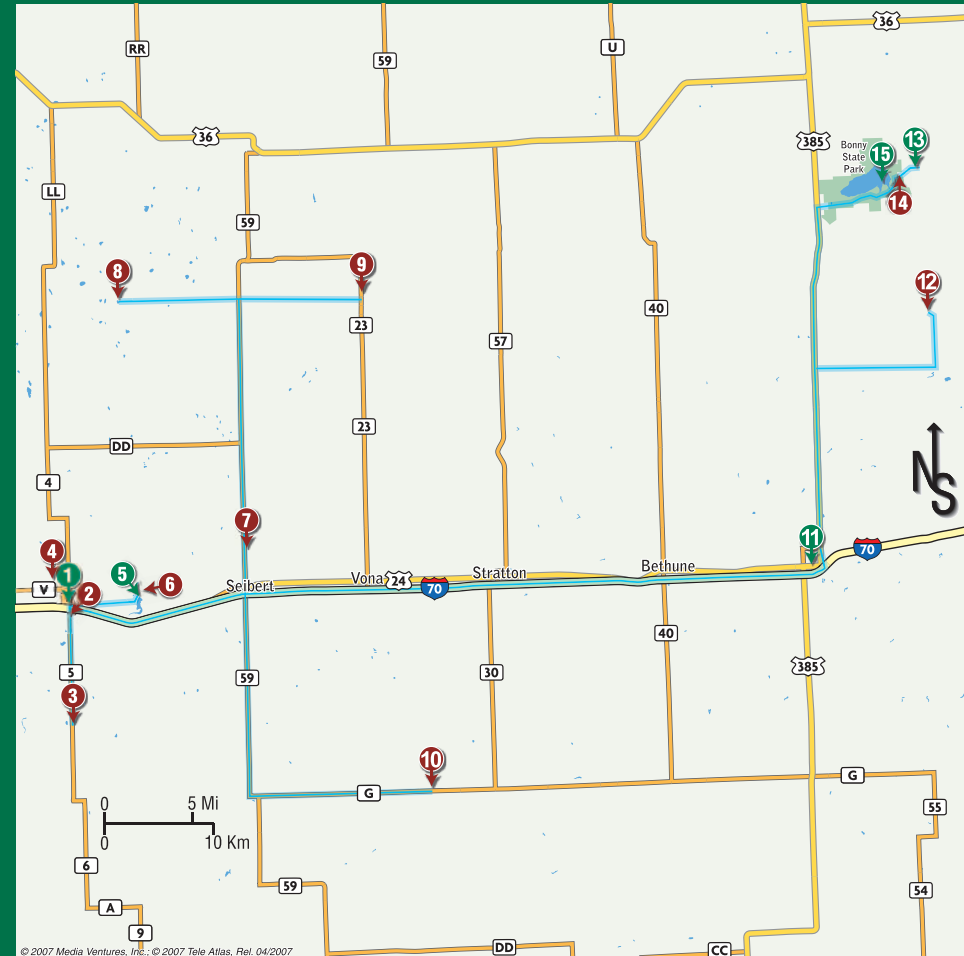 36
RR
U
59
36
385
Bonny
State
Park
13
15
LL
14
59
8
9
12
40
23
57
23
DD
4
N
S
7
11
4
70
1
5
6
Seibert
Vona
24
Stratton
Bethune
V
2
70
40
5
59
30
385
3
10
G
G
0
5 Mi
55
0
10 Km
6
59
54
A
9
DD
CC
© 2007 Media Ventures, Inc.; © 2007 Tele Atlas, Rel. 04/2007